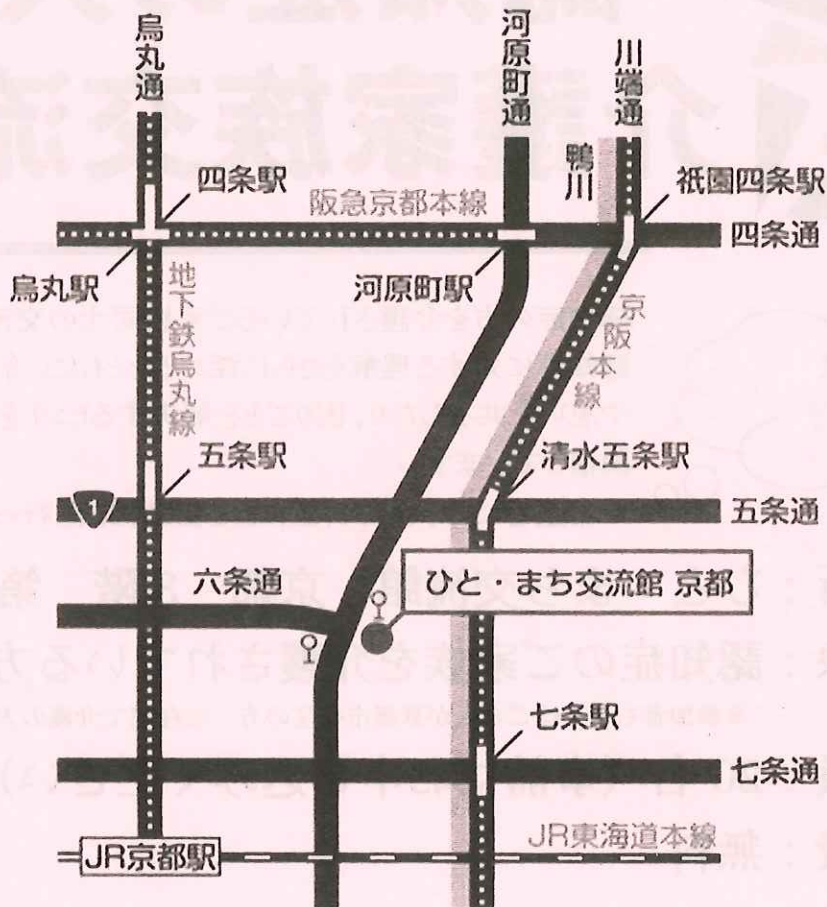 烏丸通
河原町通
川端通
鴨川
四条駅
阪急京都本線
祇園四条駅
四条通
烏丸駅
河原町駅
地下鉄烏丸線
京阪本線
五条駅
清水五条駅
1
五条通
六条通
ひと・まち交流館 京都
七条駅
七条通
JR東海道本線
JR京都駅